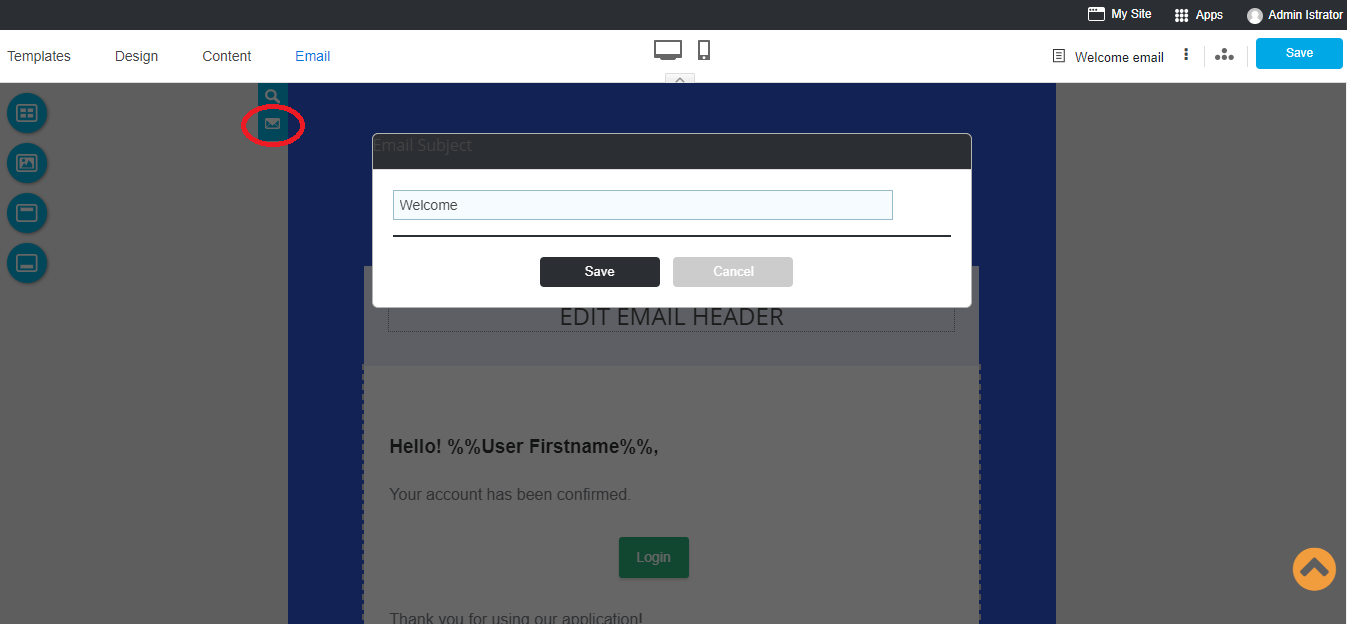 My Site Apps Admin Istrator
Templates Design Content Email Welcome email Save
Email Subject
Welcome
Save Cancel
EDIT EMAIL HEADER
Hello! %%User Firstname%%,
Your account has been confirmed.
Login
Thank you for using our application!